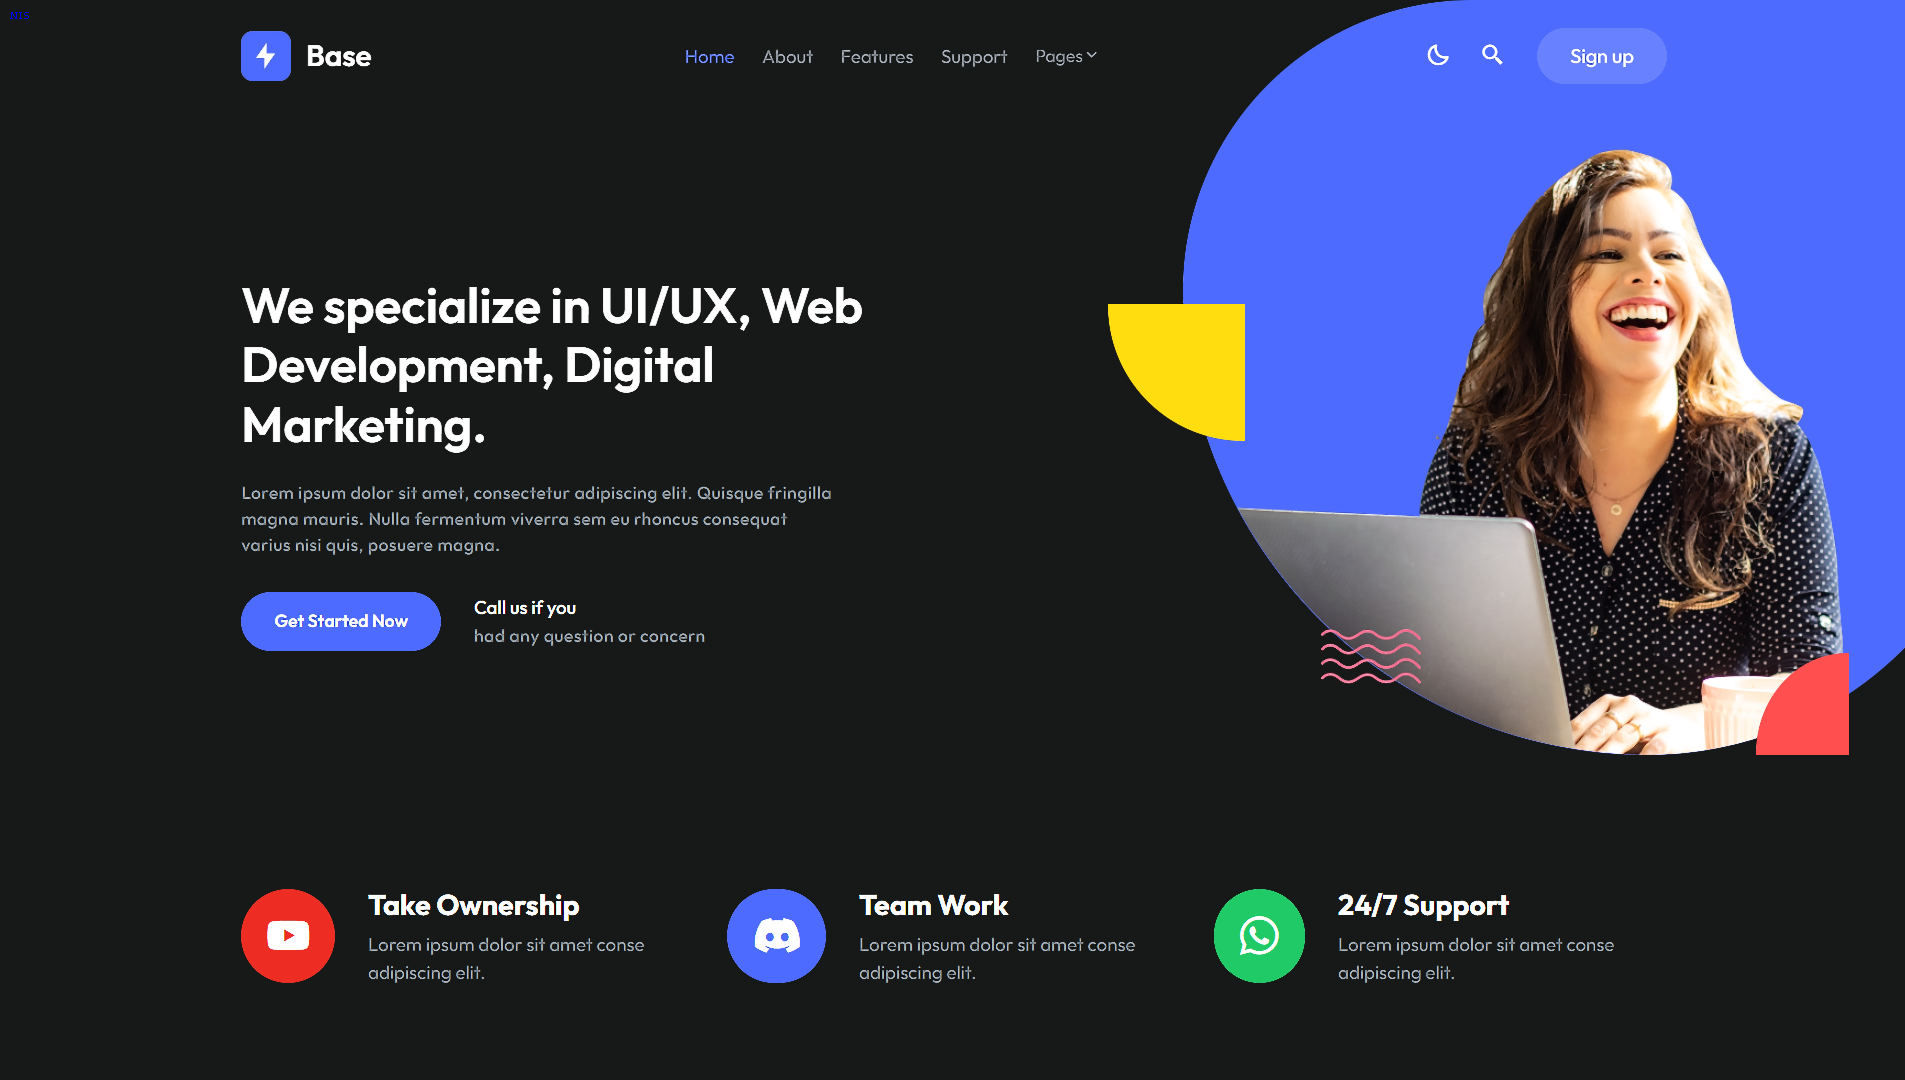 Base
Home
About
Features
Support
Pages
Sign up
We specialize in UI/UX, Web
Development, Digital
Marketing.
Lorem ipsum dolor sit amet, consectetur adipiscing elit. Quisque fringilla
magna mauris. Nulla fermentum viverra sem eu rhoncus consequat
varius nisi quis, posuere magna.
Get Started Now
Call us if you
had any question or concern
Take Ownership
Lorem ipsum dolor sit amet conse
adipiscing elit.
Team Work
Lorem ipsum dolor sit amet conse
adipiscing elit.
24/7 Support
Lorem ipsum dolor sit amet conse
adipiscing elit.